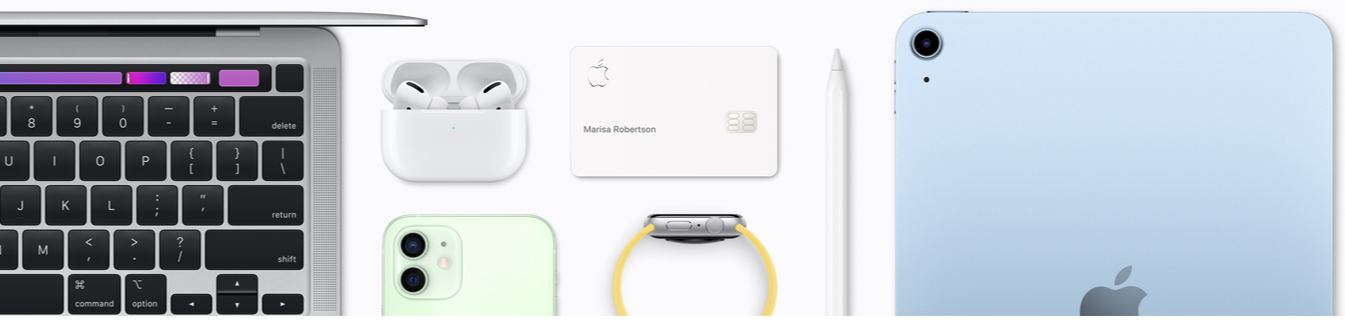 * ( ) — +
8 9 0 - = delete
U I O P { } |
[ ] \
J K L : " return
; '
M < > ? shift
, . /
⌘ ⌥
command option
Marisa Robertson